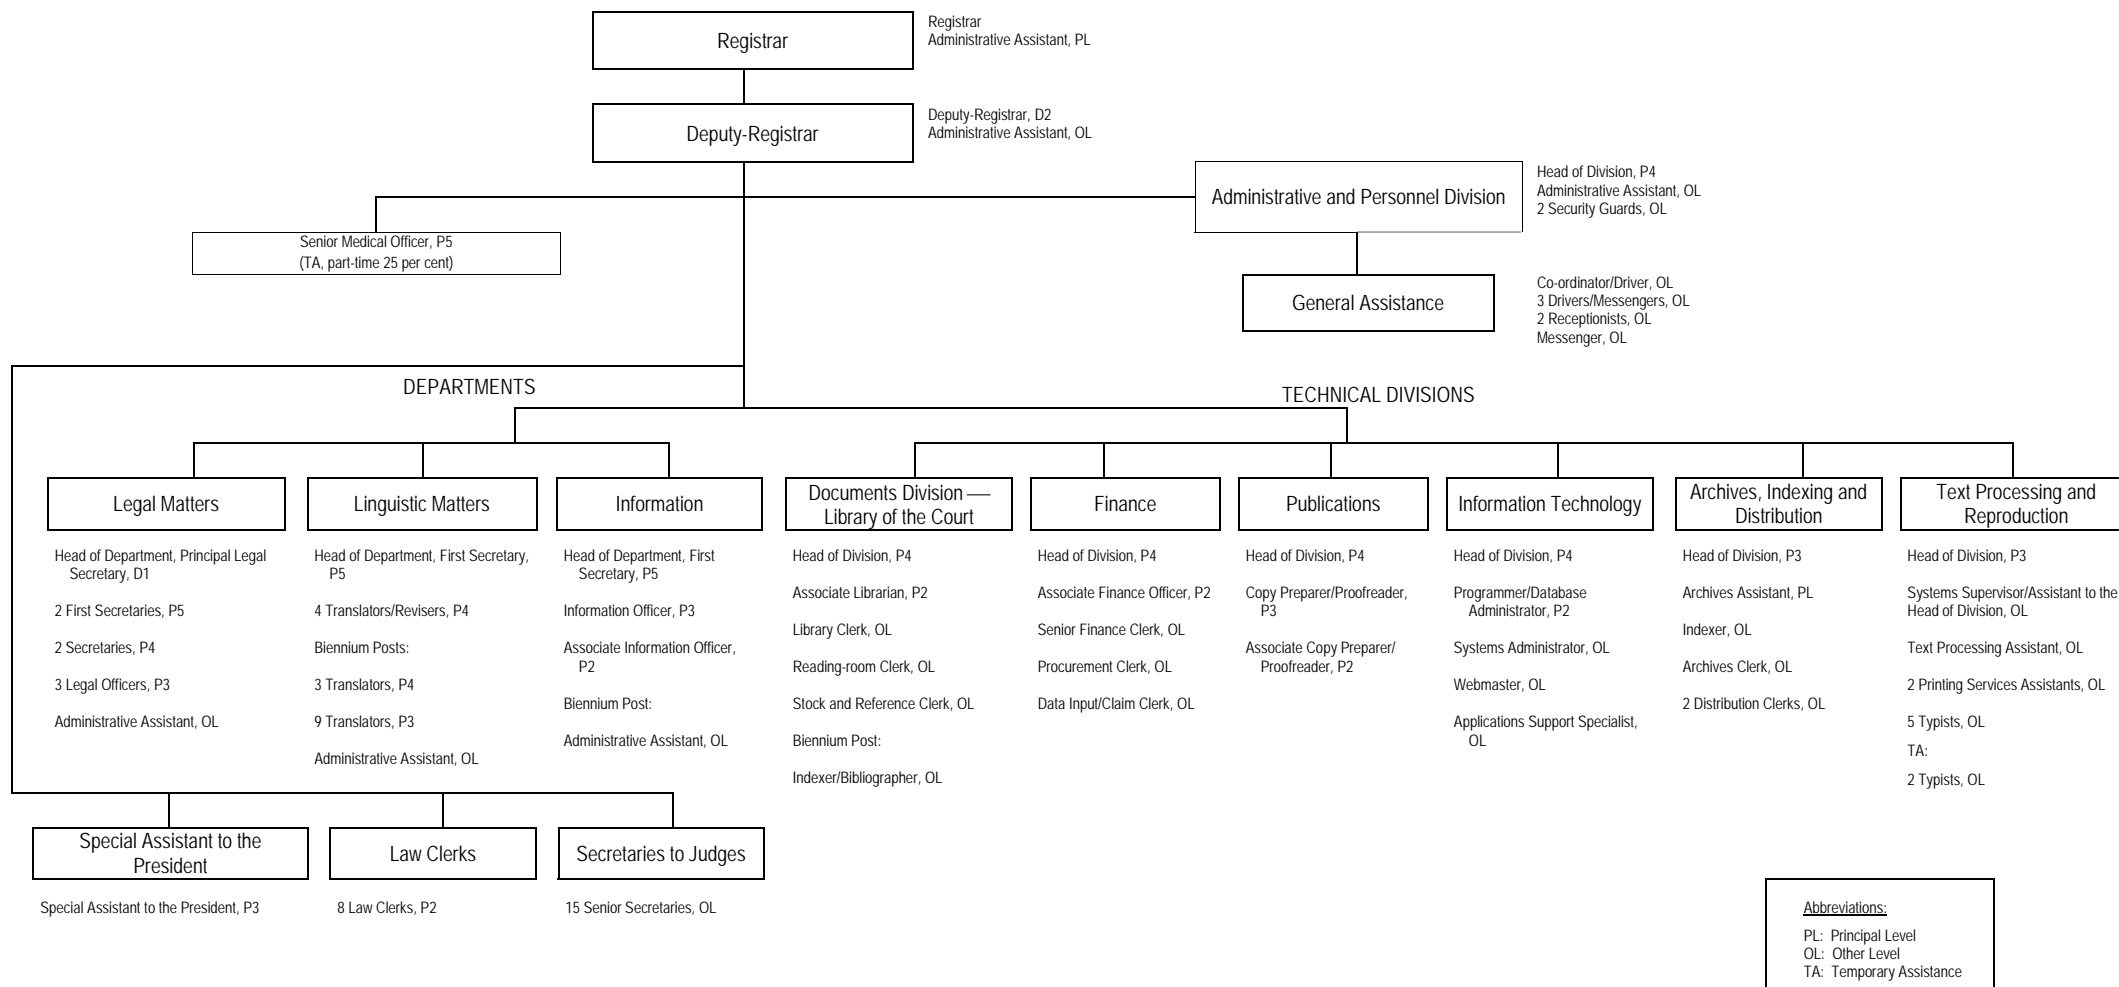 Registrar
Registrar
Administrative Assistant, PL
Deputy-Registrar
Deputy-Registrar, D2
Administrative Assistant, OL
Administrative and Personnel Division
Head of Division, P4
Administrative Assistant, OL
2 Security Guards, OL
Senior Medical Officer, P5
(TA, part-time 25 per cent)
General Assistance
Co-ordinator/Driver, OL
3 Drivers/Messengers, OL
2 Receptionists, OL
Messenger, OL
DEPARTMENTS
TECHNICAL DIVISIONS
Legal Matters
Head of Department, Principal Legal
Secretary, D1
2 First Secretaries, P5
2 Secretaries, P4
3 Legal Officers, P3
Administrative Assistant, OL
Linguistic Matters
Head of Department, First Secretary,
P5
4 Translators/Revisers, P4
Biennium Posts:
3 Translators, P4
9 Translators, P3
Administrative Assistant, OL
Information
Head of Department, First
Secretary, P5
Information Officer, P3
Associate Information Officer,
P2
Biennium Post:
Administrative Assistant, OL
Documents Division —
Library of the Court
Head of Division, P4
Associate Librarian, P2
Library Clerk, OL
Reading-room Clerk, OL
Stock and Reference Clerk, OL
Biennium Post:
Indexer/Bibliographer, OL
Finance
Head of Division, P4
Associate Finance Officer, P2
Senior Finance Clerk, OL
Procurement Clerk, OL
Data Input/Claim Clerk, OL
Publications
Head of Division, P4
Copy Preparer/Proofreader,
P3
Associate Copy Preparer/
Proofreader, P2
Information Technology
Head of Division, P4
Programmer/Database
Administrator, P2
Systems Administrator, OL
Webmaster, OL
Applications Support Specialist,
OL
Archives, Indexing and
Distribution
Head of Division, P3
Archives Assistant, PL
Indexer, OL
Archives Clerk, OL
2 Distribution Clerks, OL
Text Processing and
Reproduction
Head of Division, P3
Systems Supervisor/Assistant to the
Head of Division, OL
Text Processing Assistant, OL
2 Printing Services Assistants, OL
5 Typists, OL
TA:
2 Typists, OL
Special Assistant to the
President
Special Assistant to the President, P3
Law Clerks
8 Law Clerks, P2
Secretaries to Judges
15 Senior Secretaries, OL
Abbreviations:
PL: Principal Level
OL: Other Level
TA: Temporary Assistance